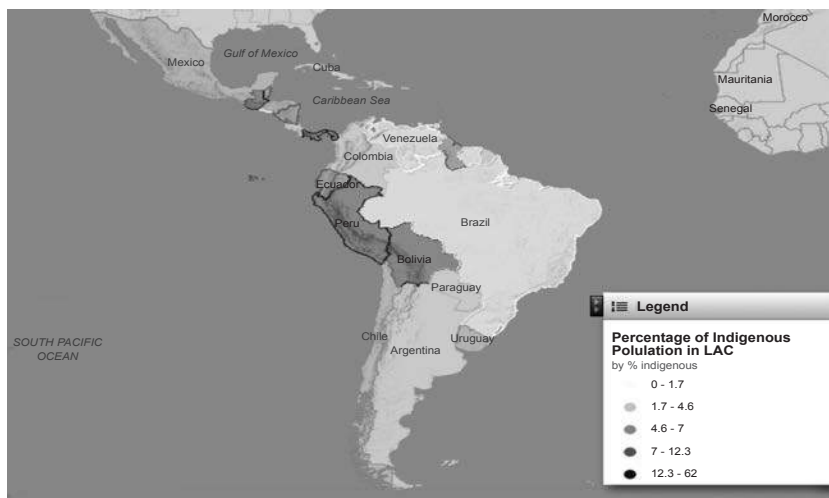 Morocco
Gulf of Mexico
Mexico
Cuba
Mauritania
Caribbean Sea
Senegal
Venezuela
Colombia
Ecuador
Peru
Brazil
Bolivia
Paraguay
Chile
Uruguay
Argentina
SOUTH PACIFIC
OCEAN
Legend
Percentage of Indigenous
Polulation in LAC
by % indigenous
0 - 1.7
1.7 - 4.6
4.6 - 7
7 - 12.3
12.3 - 62